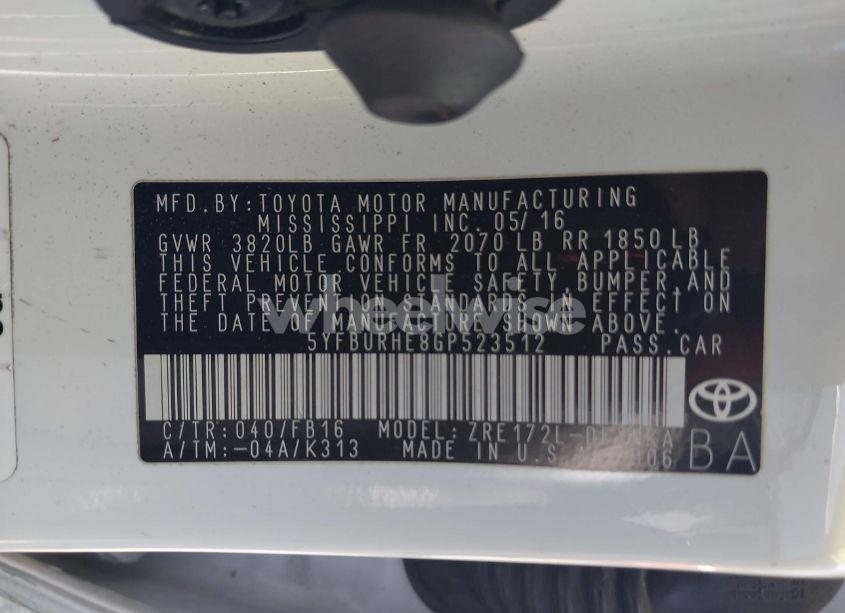 MFD. BY: TOYOTA MOTOR MANUFACTURING
MISSISSIPPI INC. 05/16
GVWR 3820LB GAWR FR 2070 LB RR 1850 LB
THIS VEHICLE CONFORMS TO ALL APPLICABLE
FEDERAL MOTOR VEHICLE SAFETY, BUMPER, AND
THEFT PREVENTION STANDARDS IN EFFECT ON
THE DATE OF MANUFACTURE SHOWN ABOVE.
wheelwise
5YFBURHE8GP523512 PASS.CAR
C/TR: 040/FB16 MODEL:
A/TM:-04A/K313 MADE IN U.S.A.
BA